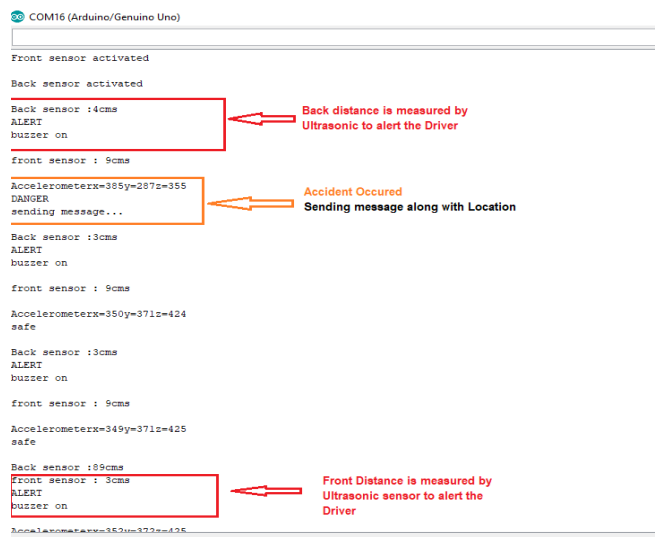 COM16 (Arduino/Genuino Uno)
Front sensor activated
Back sensor activated
Back sensor :4cms
ALERT
buzzer on
Back distance is measured by
Ultrasonic to alert the Driver
front sensor : 9cms
Accelerometerx=385y=287z=355
DANGER
sending message...
Accident Occured
Sending message along with Location
Back sensor :3cms
ALERT
buzzer on
front sensor : 9cms
Accelerometerx=350y=371z=424
safe
Back sensor :3cms
ALERT
buzzer on
front sensor : 9cms
Accelerometerx=349y=371z=425
safe
Back sensor :89cms
front sensor : 3cms
ALERT
buzzer on
Front Distance is measured by
Ultrasonic sensor to alert the
Driver
Accelerometerx=352y=372z=425